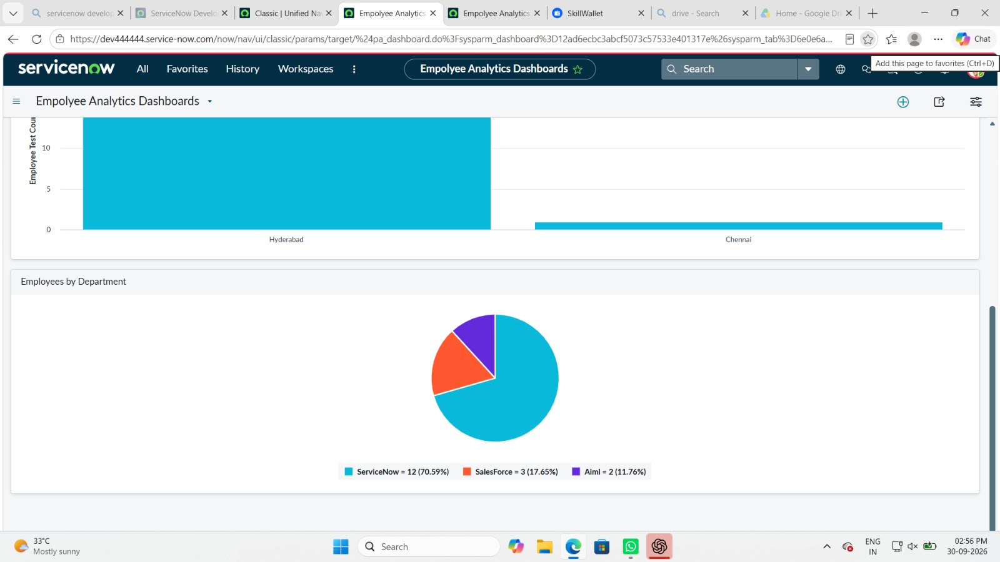 servicenow develop
ServiceNow Develo
Classic | Unified Na
Empolyee Analytics
Empolyee Analytics
SkillWallet
drive - Search
Home - Google Dri
https://dev444444.service-now.com/now/nav/ui/classic/params/target/%24pa_dashboard.do%3Fsysparm_dashboard%3D12ad6ecbc3abcf5073c57533e401317e%26sysparm_tab%3D6e0e6a...
Chat
Add this page to favorites (Ctrl+D)
servicenow
All
Favorites
History
Workspaces
Empolyee Analytics Dashboards
Search
Empolyee Analytics Dashboards
Employee Test Cou
10
5
0
Hyderabad
Chennai
Employees by Department
ServiceNow = 12 (70.59%)
SalesForce = 3 (17.65%)
Aiml = 2 (11.76%)
33°C
Mostly sunny
Search
ENG
IN
02:56 PM
30-09-2026